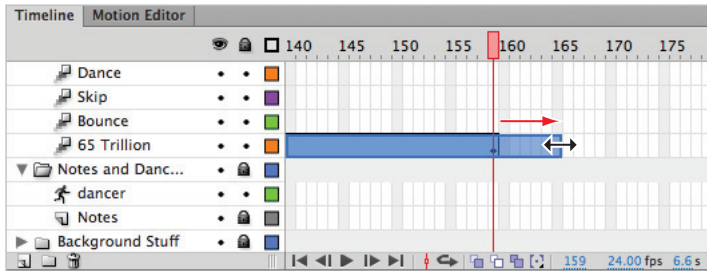 Timeline Motion Editor
140 145 150 155 160 165 170 175
Dance
Skip
Bounce
65 Trillion
Notes and Danc...
dancer
Notes
Background Stuff
159 24.00 fps 6.6 s